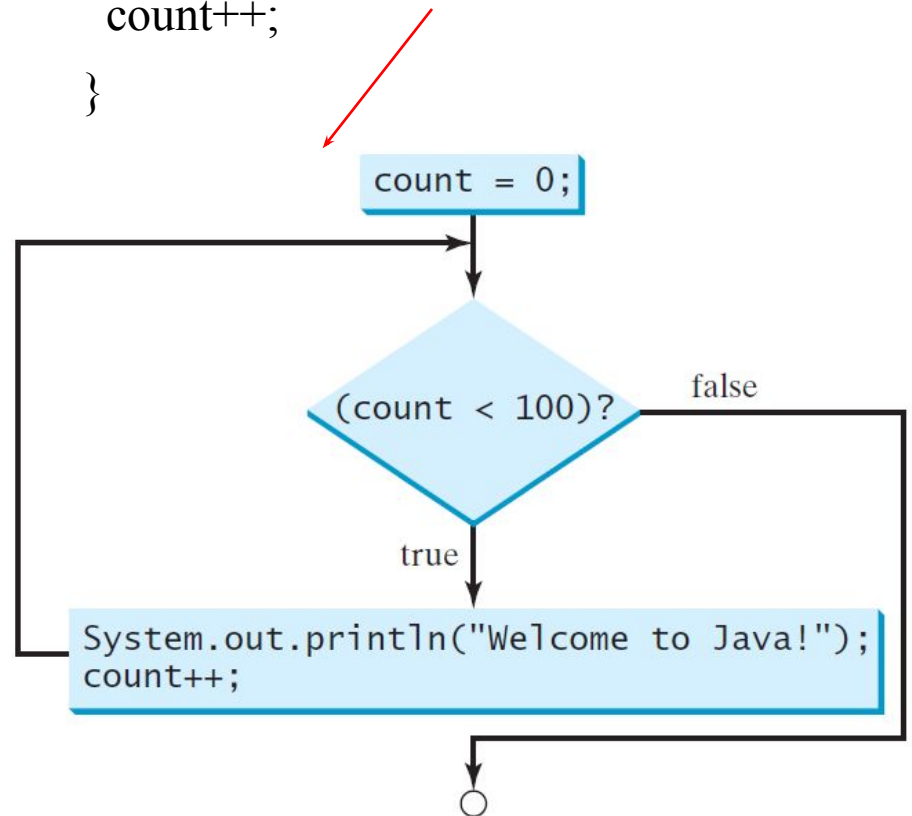 count++;
}
count = 0;
(count < 100)?
false
true
System.out.println("Welcome to Java!");
count++;